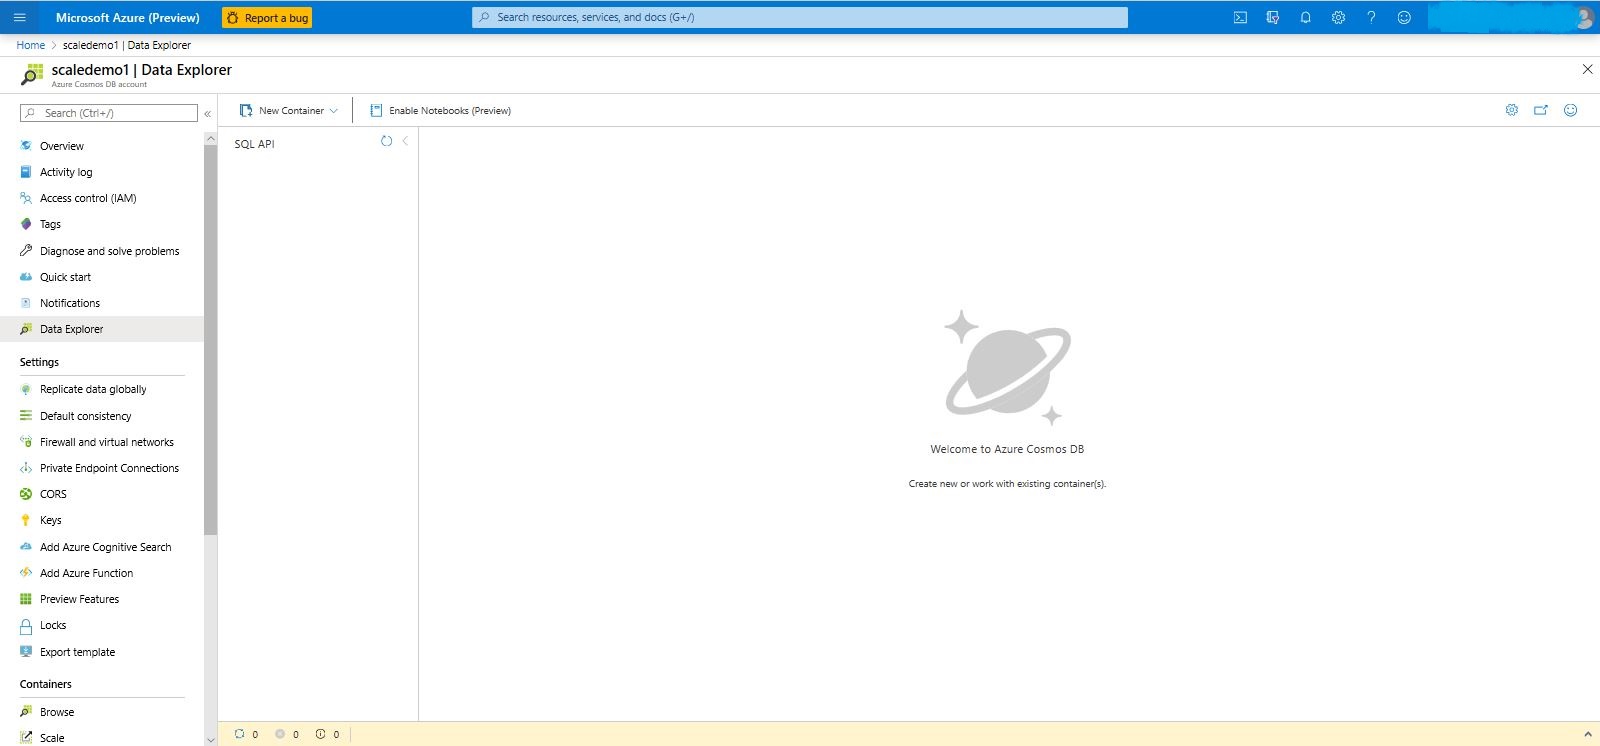 Microsoft Azure (Preview) Report a bug Search resources, services, and docs (G+/)
Home > scaledemo1 | Data Explorer
scaledemo1 | Data Explorer
Azure Cosmos DB account
Search (Ctrl+/)
New Container Enable Notebooks (Preview)
Overview
Activity log
Access control (IAM)
Tags
Diagnose and solve problems
Quick start
Notifications
Data Explorer
Settings
Replicate data globally
Default consistency
Firewall and virtual networks
Private Endpoint Connections
CORS
Keys
Add Azure Cognitive Search
Add Azure Function
Preview Features
Locks
Export template
Containers
Browse
Scale
SQL API
Welcome to Azure Cosmos DB
Create new or work with existing container(s).
0 0 0